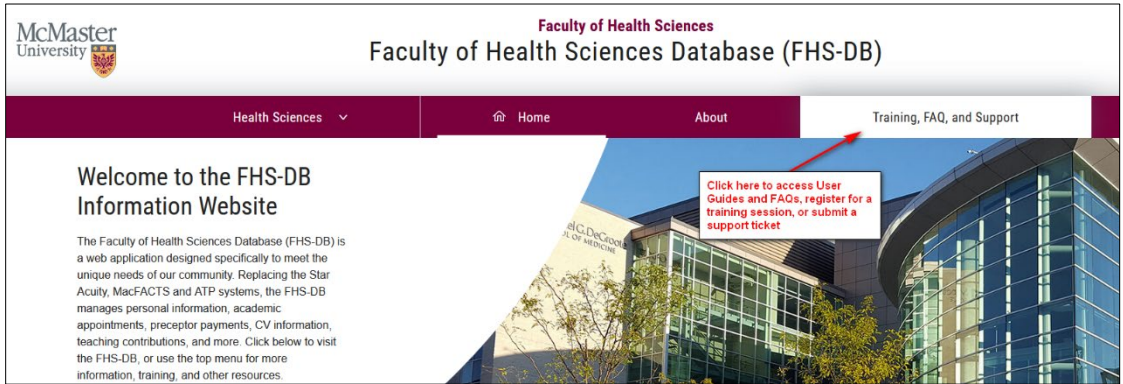 McMaster
University
Faculty of Health Sciences
Faculty of Health Sciences Database (FHS-DB)
Health Sciences
Home
About
Training, FAQ, and Support
Welcome to the FHS-DB
Information Website
The Faculty of Health Sciences Database (FHS-DB) is
a web application designed specifically to meet the
unique needs of our community. Replacing the Star
Acuity, MacFACTS and ATP systems, the FHS-DB
manages personal information, academic
appointments, preceptor payments, CV information,
teaching contributions, and more. Click below to visit
the FHS-DB, or use the top menu for more
information, training, and other resources.
Click here to access User
Guides and FAQs, register for a
training session, or submit a
support ticket
G. DeGroote
OF MEDICINE